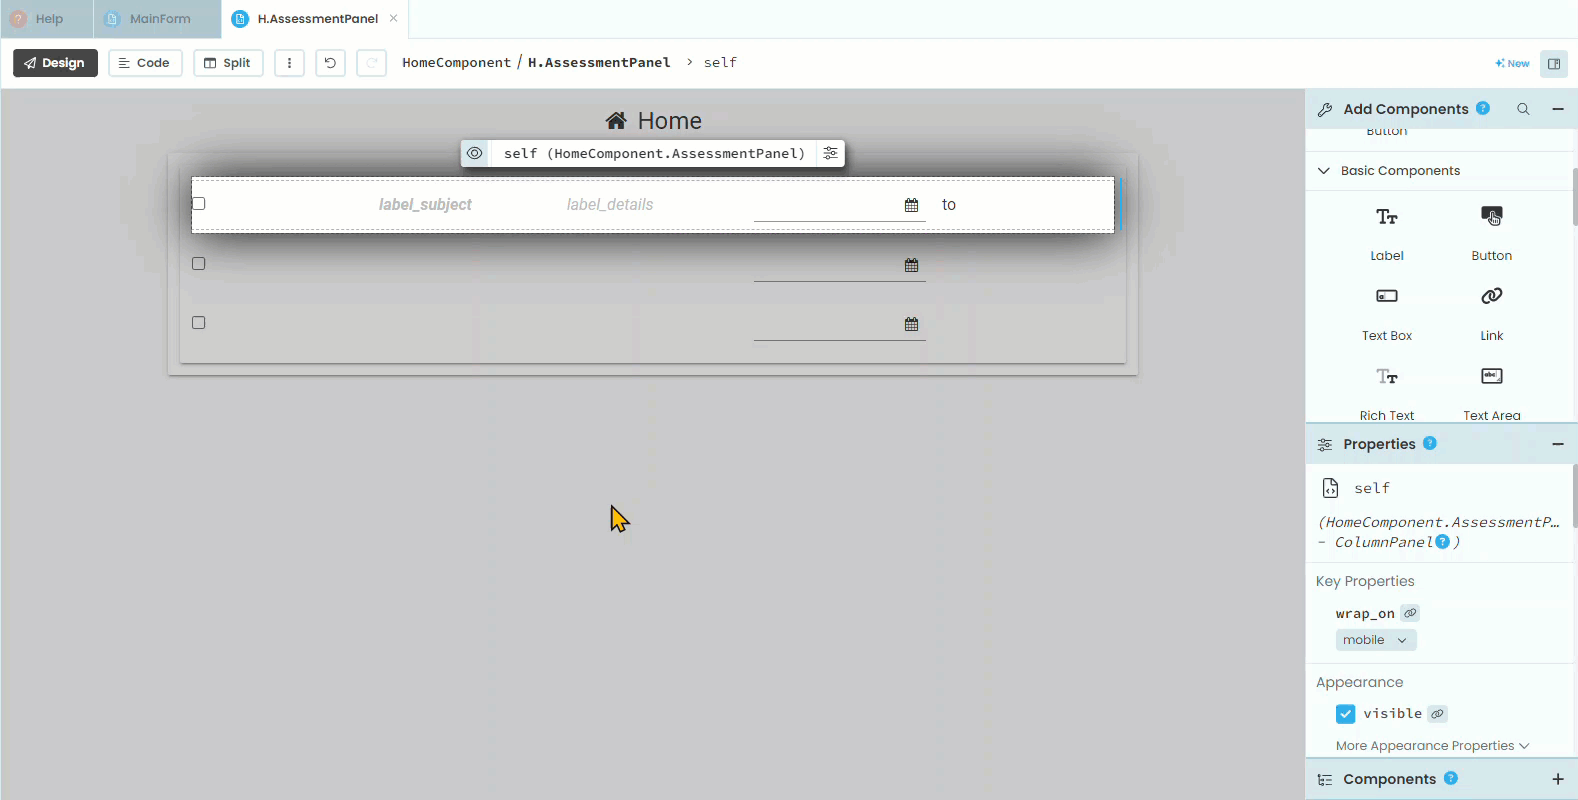 Help
MainForm
H.AssessmentPanel
Design
Code
Split
HomeComponent / H.AssessmentPanel > self
New
Home
self (HomeComponent.AssessmentPanel)
label_subject
label_details
to
Add Components
Button
Basic Components
Label
Button
Text Box
Link
Rich Text
Text Area
Properties
self
(HomeComponent.AssessmentP…
- ColumnPanel )
Key Properties
wrap_on
mobile
Appearance
visible
More Appearance Properties
Components